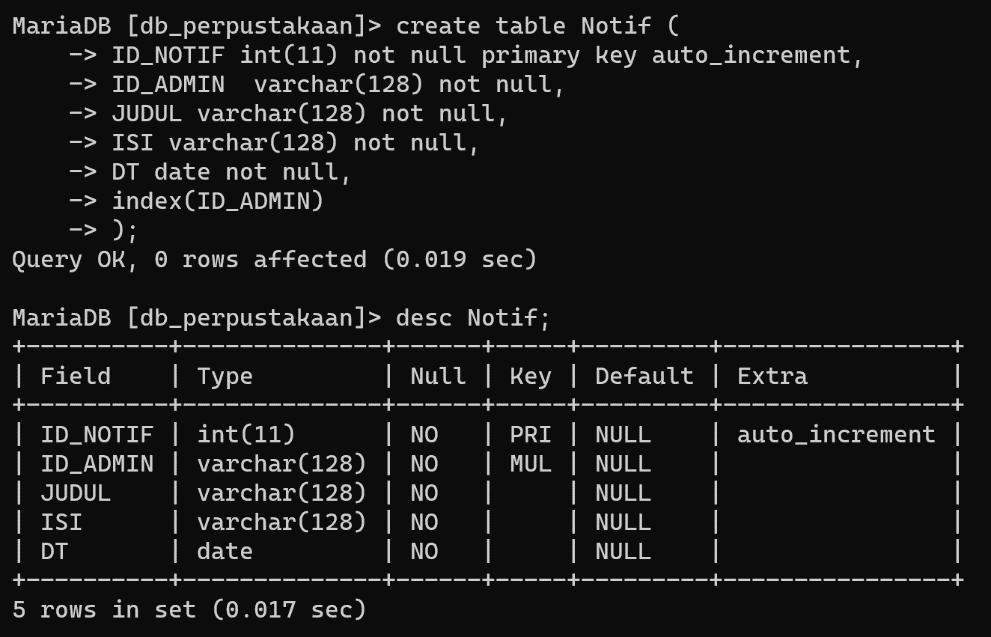 MariaDB [db_perpustakaan]> create table Notif (
    -> ID_NOTIF int(11) not null primary key auto_increment,
    -> ID_ADMIN  varchar(128) not null,
    -> JUDUL varchar(128) not null,
    -> ISI varchar(128) not null,
    -> DT date not null,
    -> index(ID_ADMIN)
    -> );
Query OK, 0 rows affected (0.019 sec)

MariaDB [db_perpustakaan]> desc Notif;
+----------+--------------+------+-----+---------+----------------+
| Field    | Type         | Null | Key | Default | Extra          |
+----------+--------------+------+-----+---------+----------------+
| ID_NOTIF | int(11)      | NO   | PRI | NULL    | auto_increment |
| ID_ADMIN | varchar(128) | NO   | MUL | NULL    |                |
| JUDUL    | varchar(128) | NO   |     | NULL    |                |
| ISI      | varchar(128) | NO   |     | NULL    |                |
| DT       | date         | NO   |     | NULL    |                |
+----------+--------------+------+-----+---------+----------------+
5 rows in set (0.017 sec)